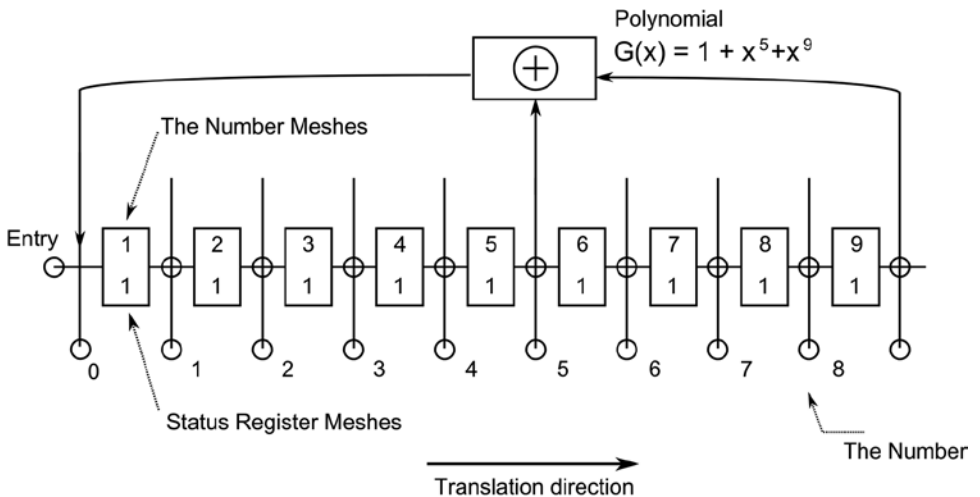 Polynomial
G(x) = 1 + x⁵+x⁹
The Number Meshes
Entry
1 2 3 4 5 6 7 8 9
1 1 1 1 1 1 1 1 1
0 1 2 3 4 5 6 7 8
Status Register Meshes
The Number
Translation direction